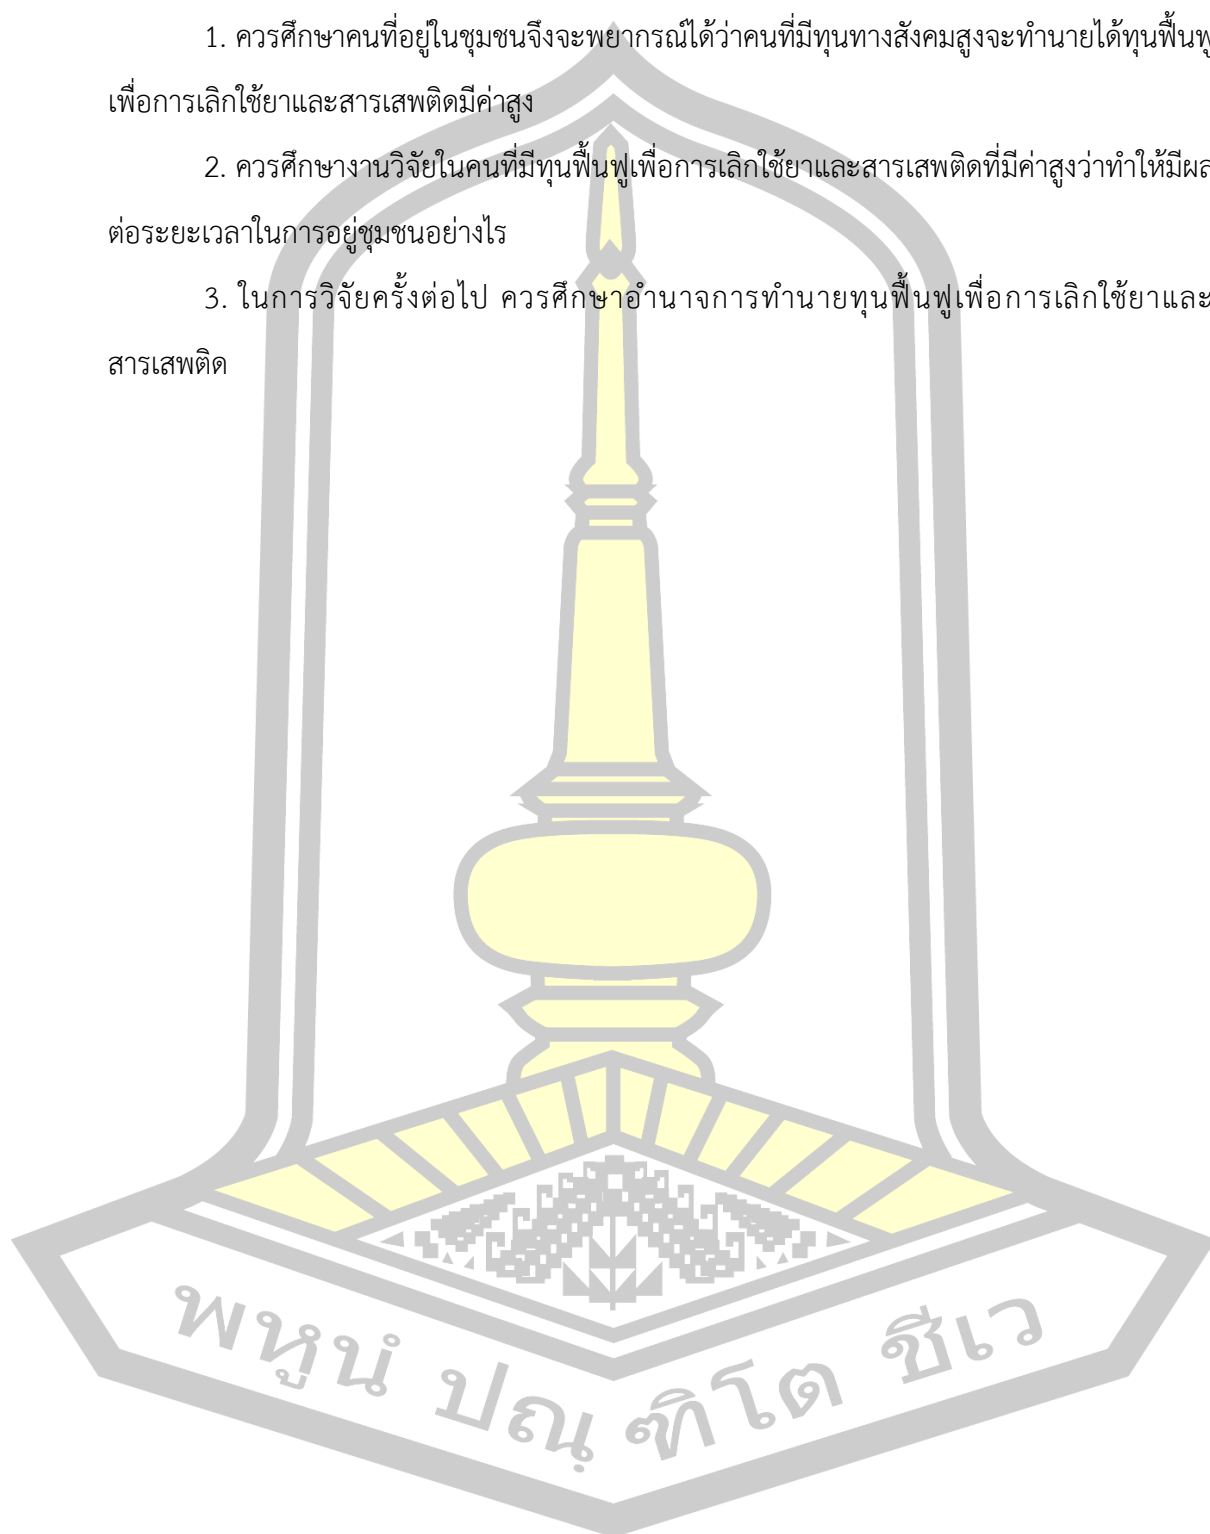 1. ควรศึกษาคนที่อยู่ในชุมชนจึงจะพยากรณ์ได้ว่าคนที่มีทุนทางสังคมสูงจะทำนายได้ทุนฟื้นฟู
เพื่อการเลิกใช้ยาและสารเสพติดมีค่าสูง
2. ควรศึกษางานวิจัยในคนที่มีทุนฟื้นฟูเพื่อการเลิกใช้ยาและสารเสพติดที่มีค่าสูงว่าทำให้มีผล
ต่อระยะเวลาในการอยู่ชุมชนอย่างไร
3. ในการวิจัยครั้งต่อไป ควรศึกษาอำนาจการทำนายทุนฟื้นฟูเพื่อการเลิกใช้ยาและ
สารเสพติด
พหูนํ ปณฺฑิโต ชีเว